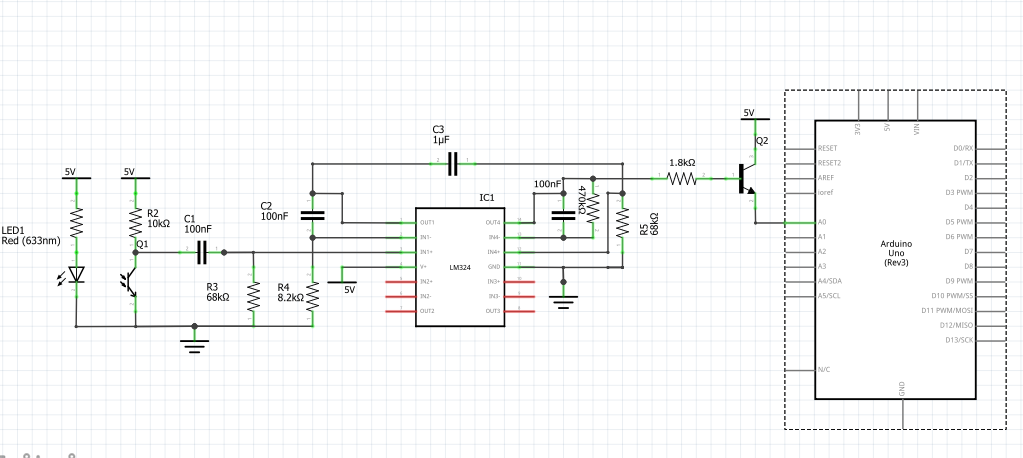 5V
5V
LED1
Red (633nm)
R2
10kΩ
Q1
C1
100nF
R3
68kΩ
R4
8.2kΩ
C2
100nF
C3
1µF
5V
IC1
LM324
OUT1
IN1-
IN1+
V+
IN2+
IN2-
OUT2
OUT4
IN4-
IN4+
GND
IN3+
IN3-
OUT3
100nF
470kΩ
R5
68kΩ
1.8kΩ
5V
Q2
3V3
5V
VIN
RESET
RESET2
AREF
ioref
A0
A1
A2
A3
A4/SDA
A5/SCL
N/C
Arduino
Uno
(Rev3)
D0/RX
D1/TX
D2
D3 PWM
D4
D5 PWM
D6 PWM
D7
D8
D9 PWM
D10 PWM/SS
D11 PWM/MOSI
D12/MISO
D13/SCK
GND